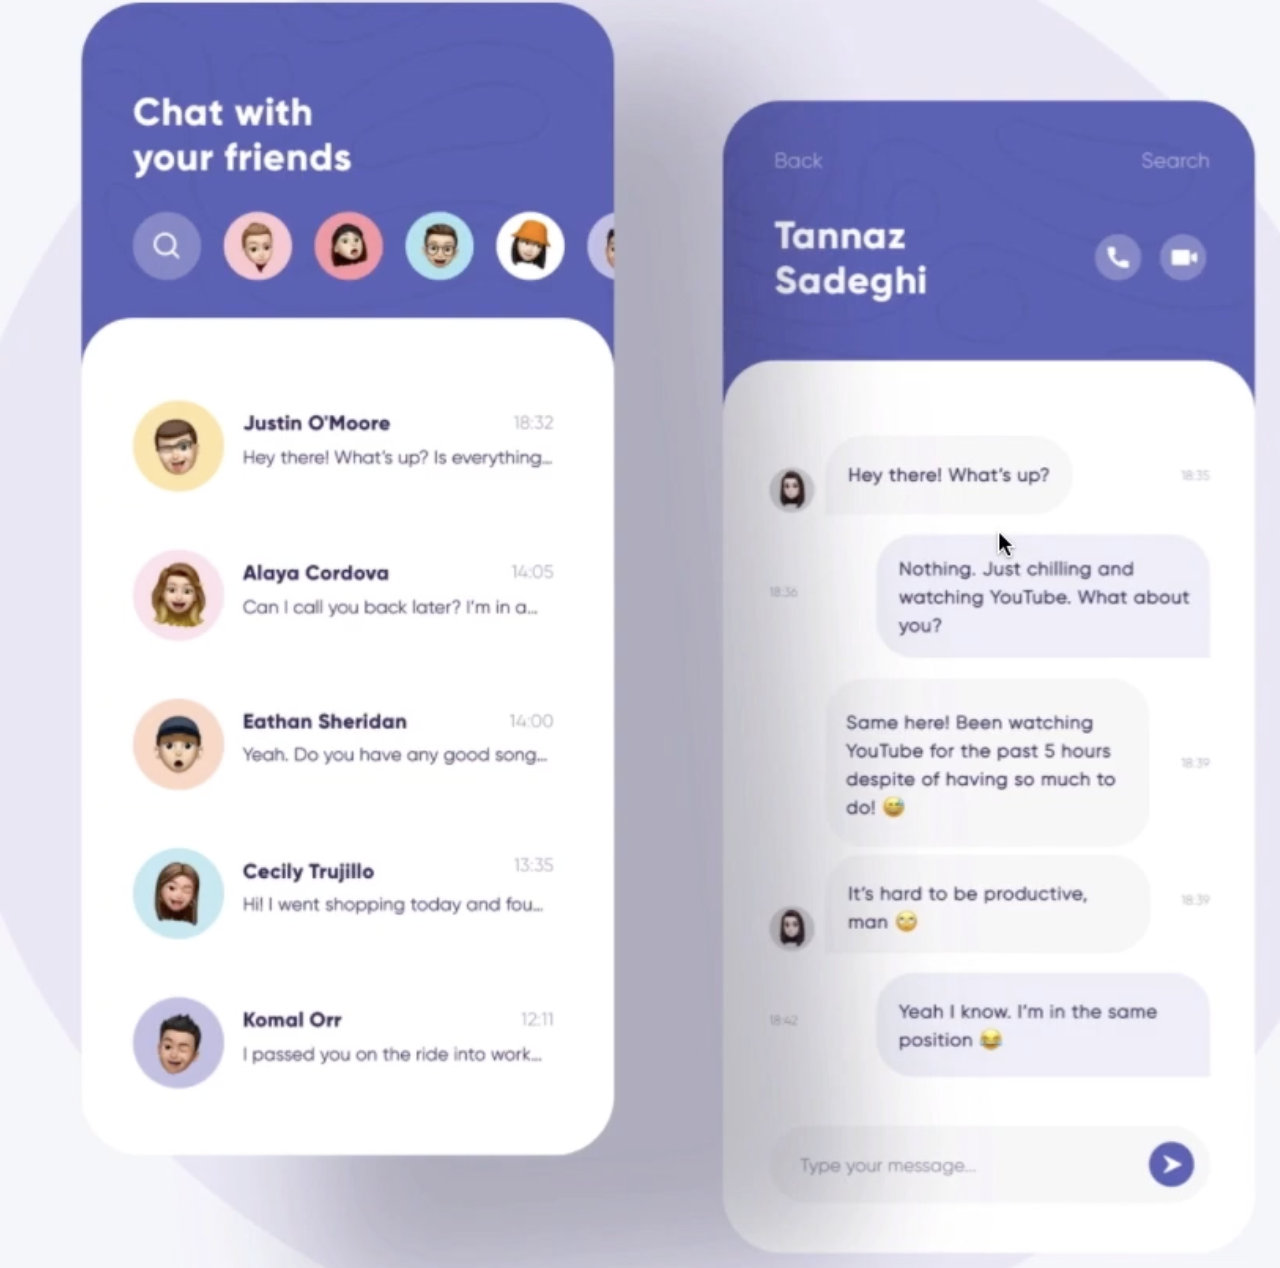 Chat with
your friends
Justin O'Moore
18:32
Hey there! What's up? Is everything...
Alaya Cordova
14:05
Can I call you back later? I'm in a...
Eathan Sheridan
14:00
Yeah. Do you have any good song...
Cecily Trujillo
13:35
Hi! I went shopping today and fou...
Komal Orr
12:11
I passed you on the ride into work...
Back
Search
Tannaz
Sadeghi
Hey there! What's up?
18:35
Nothing. Just chilling and
watching YouTube. What about
you?
18:36
Same here! Been watching
YouTube for the past 5 hours
despite of having so much to
do! 😅
18:39
It's hard to be productive,
man 😊
18:39
Yeah I know. I'm in the same
position 😂
18:42
Type your message...